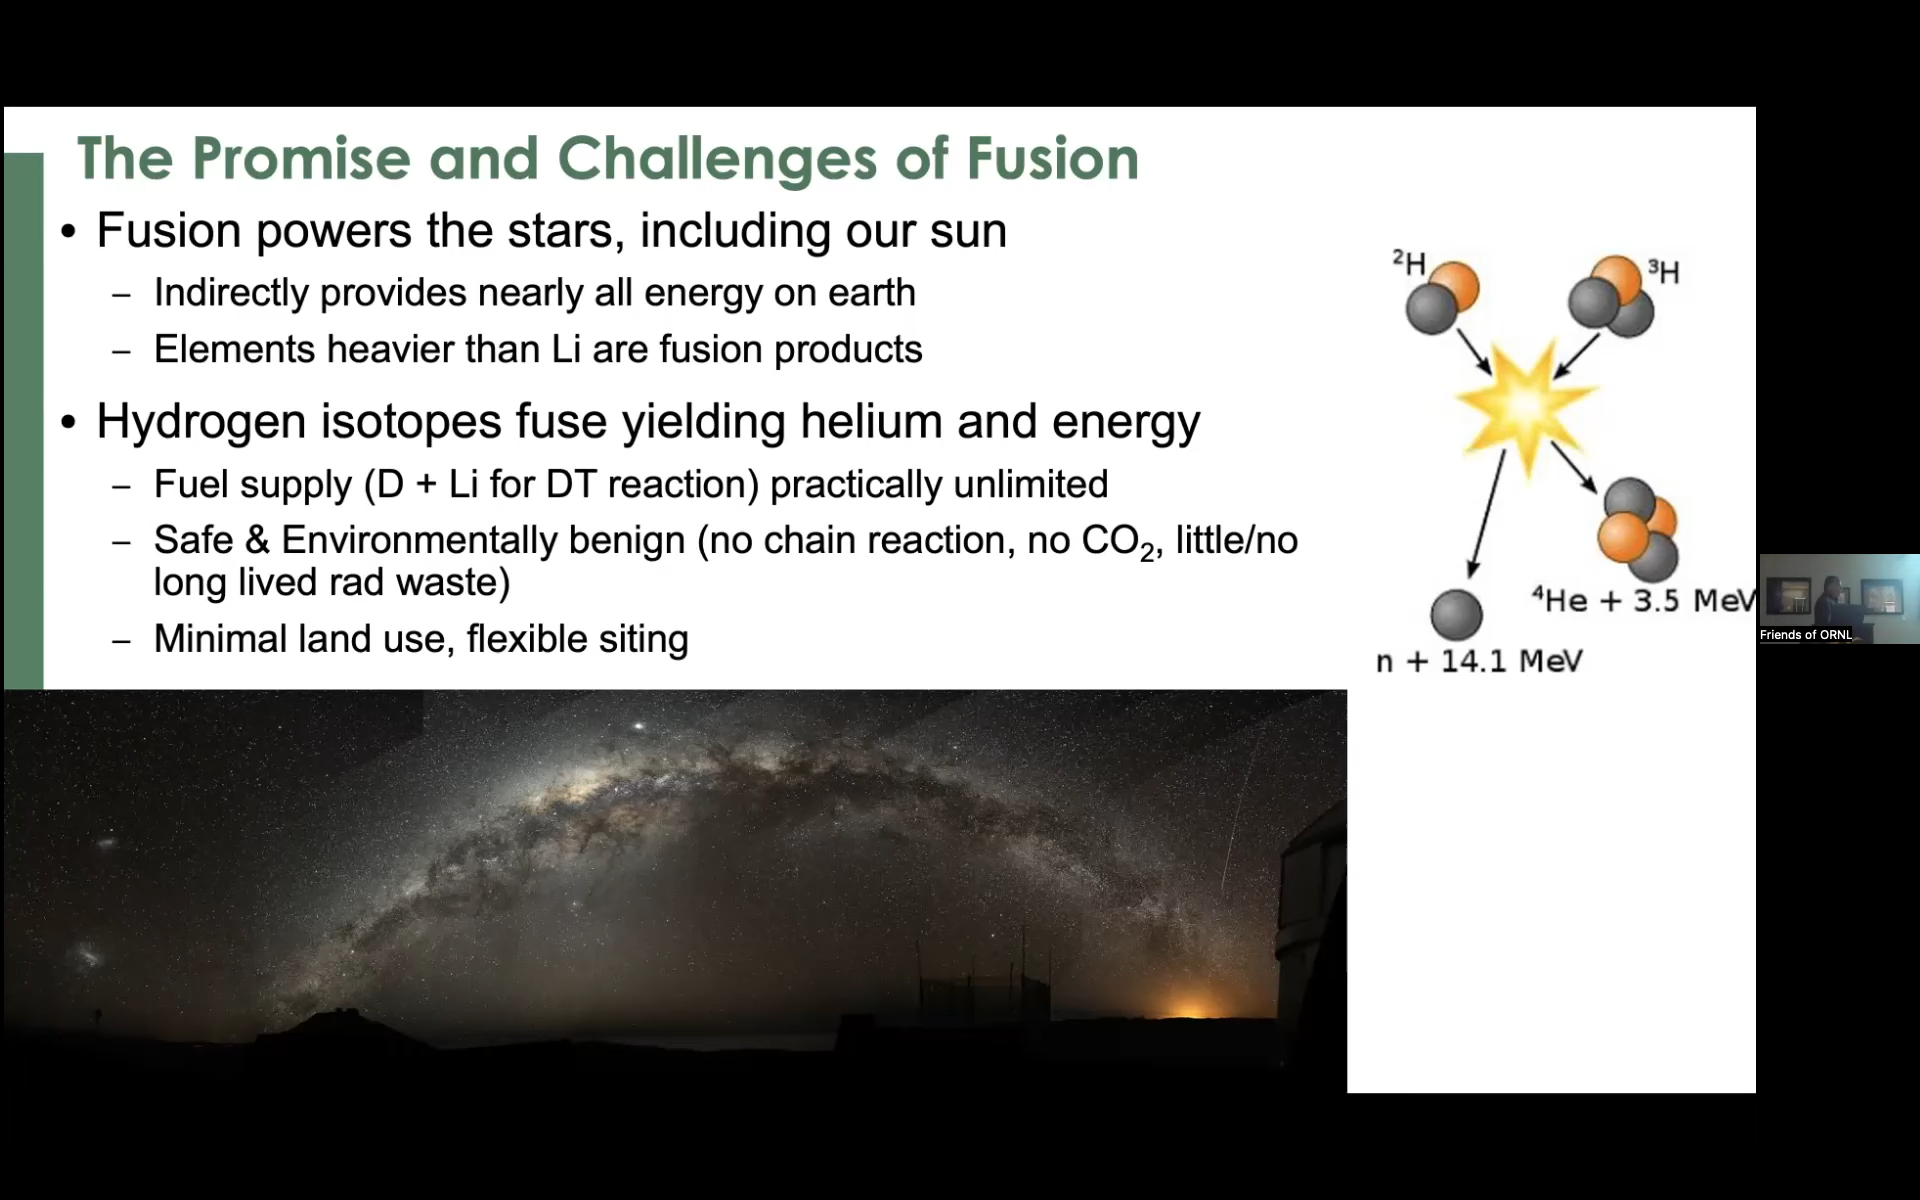 The Promise and Challenges of Fusion
• Fusion powers the stars, including our sun
– Indirectly provides nearly all energy on earth
– Elements heavier than Li are fusion products
• Hydrogen isotopes fuse yielding helium and energy
– Fuel supply (D + Li for DT reaction) practically unlimited
– Safe & Environmentally benign (no chain reaction, no CO₂, little/no
long lived rad waste)
– Minimal land use, flexible siting
²H
³H
⁴He + 3.5 MeV
n + 14.1 MeV
Friends of ORNL